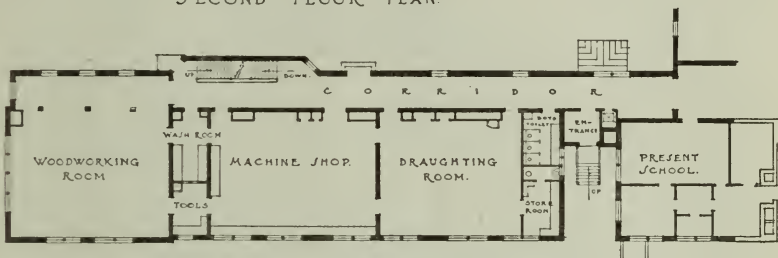 SECOND FLOOR PLAN.
UP
DOWN.
CORRIDOR
WASH ROOM
BOYS TOILET
EN-
TRANCE
WOODWORKING
ROOM
MACHINE SHOP.
DRAUGHTING
ROOM.
PRESENT
SCHOOL.
UP
TOOLS
STORE
ROOM